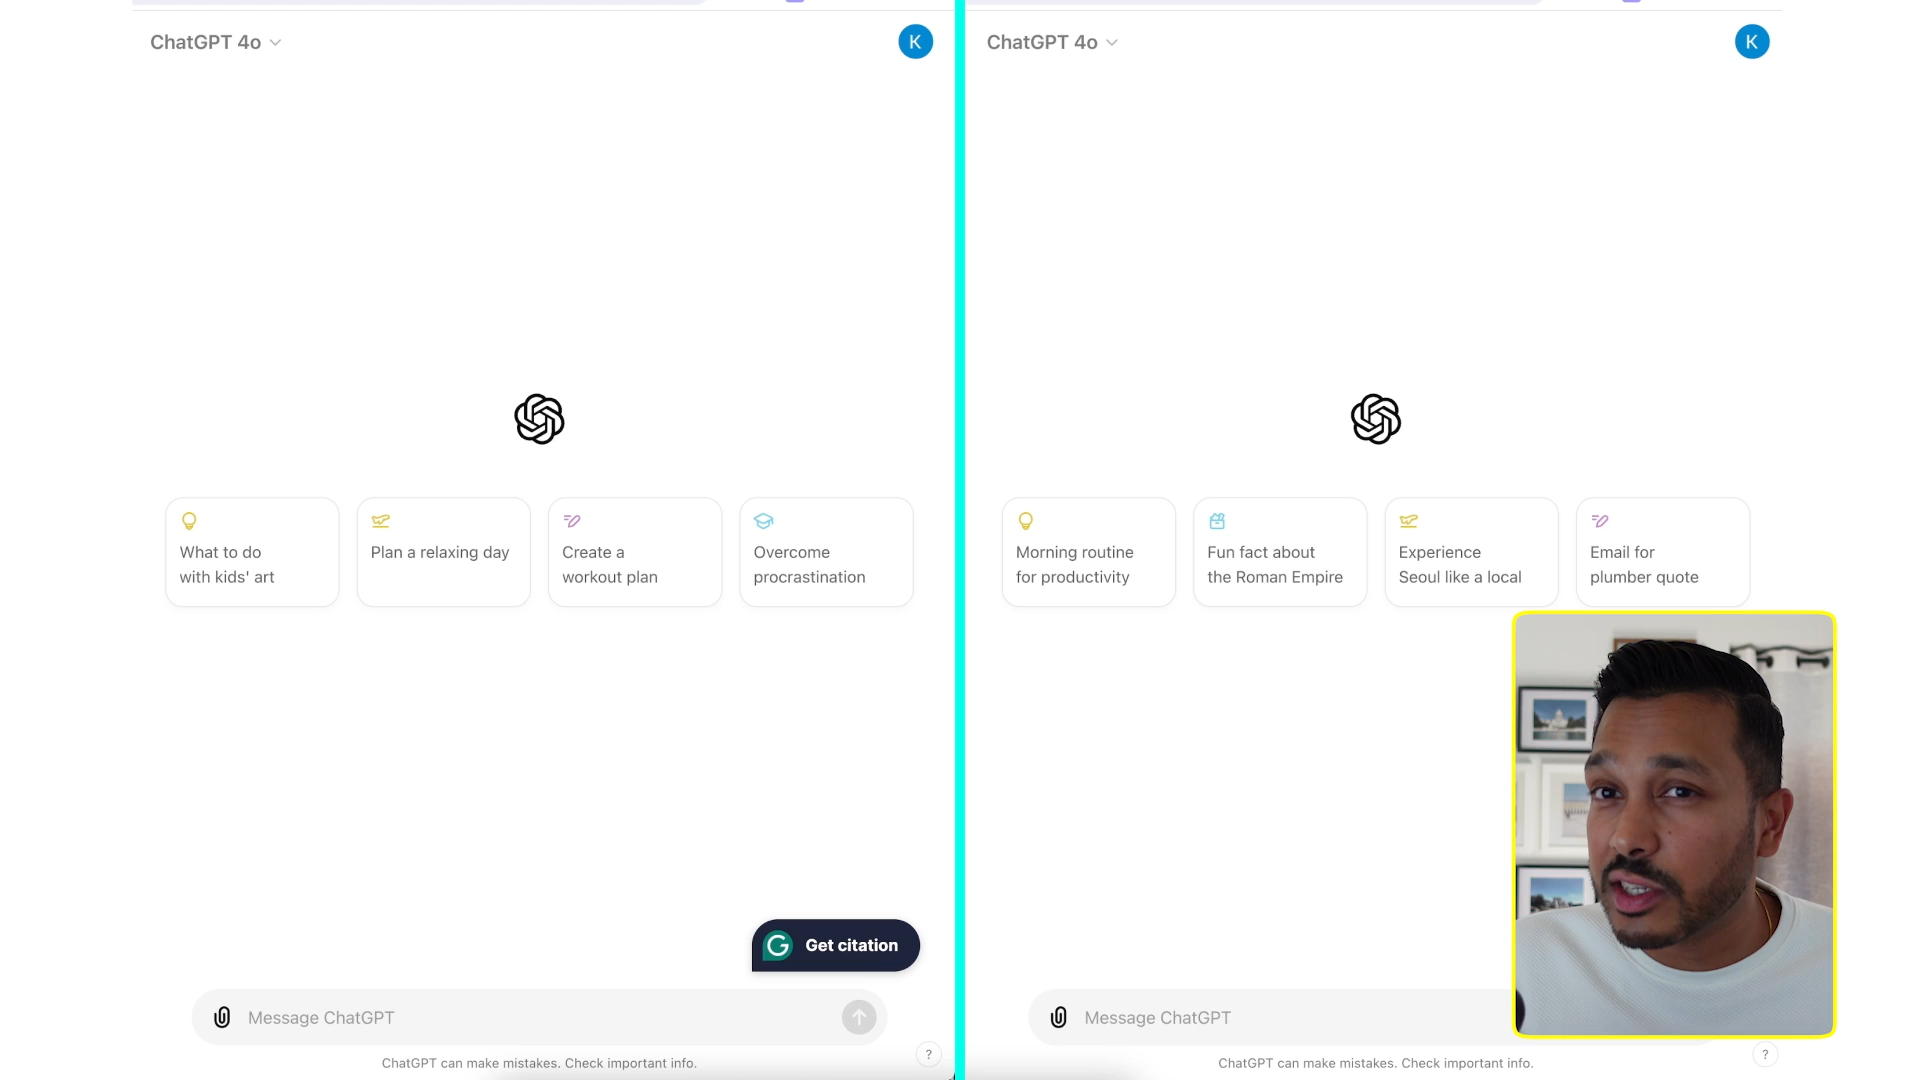 ChatGPT 4o
K
What to do
with kids' art
Plan a relaxing day
Create a
workout plan
Overcome
procrastination
Get citation
Message ChatGPT
ChatGPT can make mistakes. Check important info.
?
ChatGPT 4o
K
Morning routine
for productivity
Fun fact about
the Roman Empire
Experience
Seoul like a local
Email for
plumber quote
Message ChatGPT
ChatGPT can make mistakes. Check important info.
?